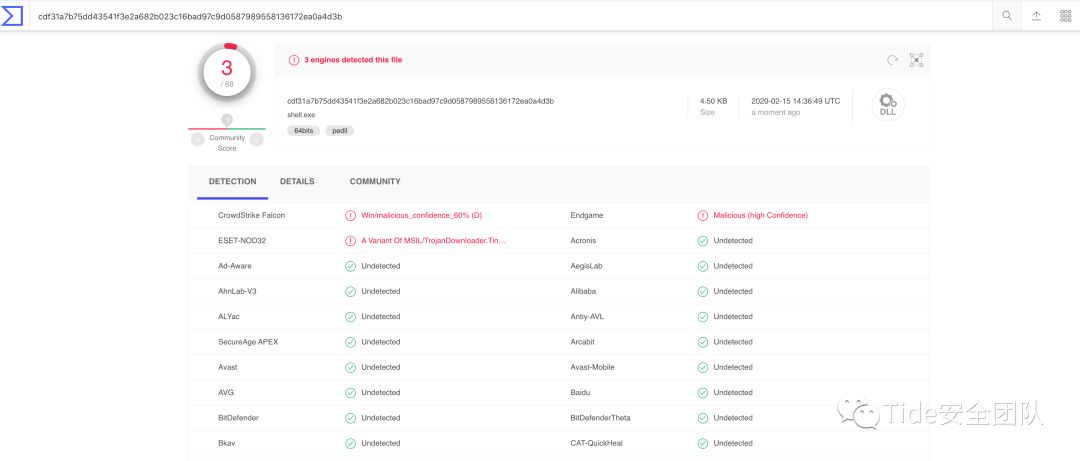 cdf31a7b75dd43541f3e2a682b023c16bad97c9d0587989558136172ea0a4d3b
3
/ 68
3 engines detected this file
cdf31a7b75dd43541f3e2a682b023c16bad97c9d0587989558136172ea0a4d3b
shell.exe
64bits pedll
4.50 KB
Size
2020-02-15 14:36:49 UTC
a moment ago
DLL
?
Community
Score
DETECTION DETAILS COMMUNITY
CrowdStrike Falcon Win/malicious_confidence_60% (D) Endgame Malicious (high Confidence)
ESET-NOD32 A Variant Of MSIL/TrojanDownloader.Tin… Acronis Undetected
Ad-Aware Undetected AegisLab Undetected
AhnLab-V3 Undetected Alibaba Undetected
ALYac Undetected Antiy-AVL Undetected
SecureAge APEX Undetected Arcabit Undetected
Avast Undetected Avast-Mobile Undetected
AVG Undetected Baidu Undetected
BitDefender Undetected BitDefenderTheta Undetected
Bkav Undetected CAT-QuickHeal Undetected
Tide安全团队